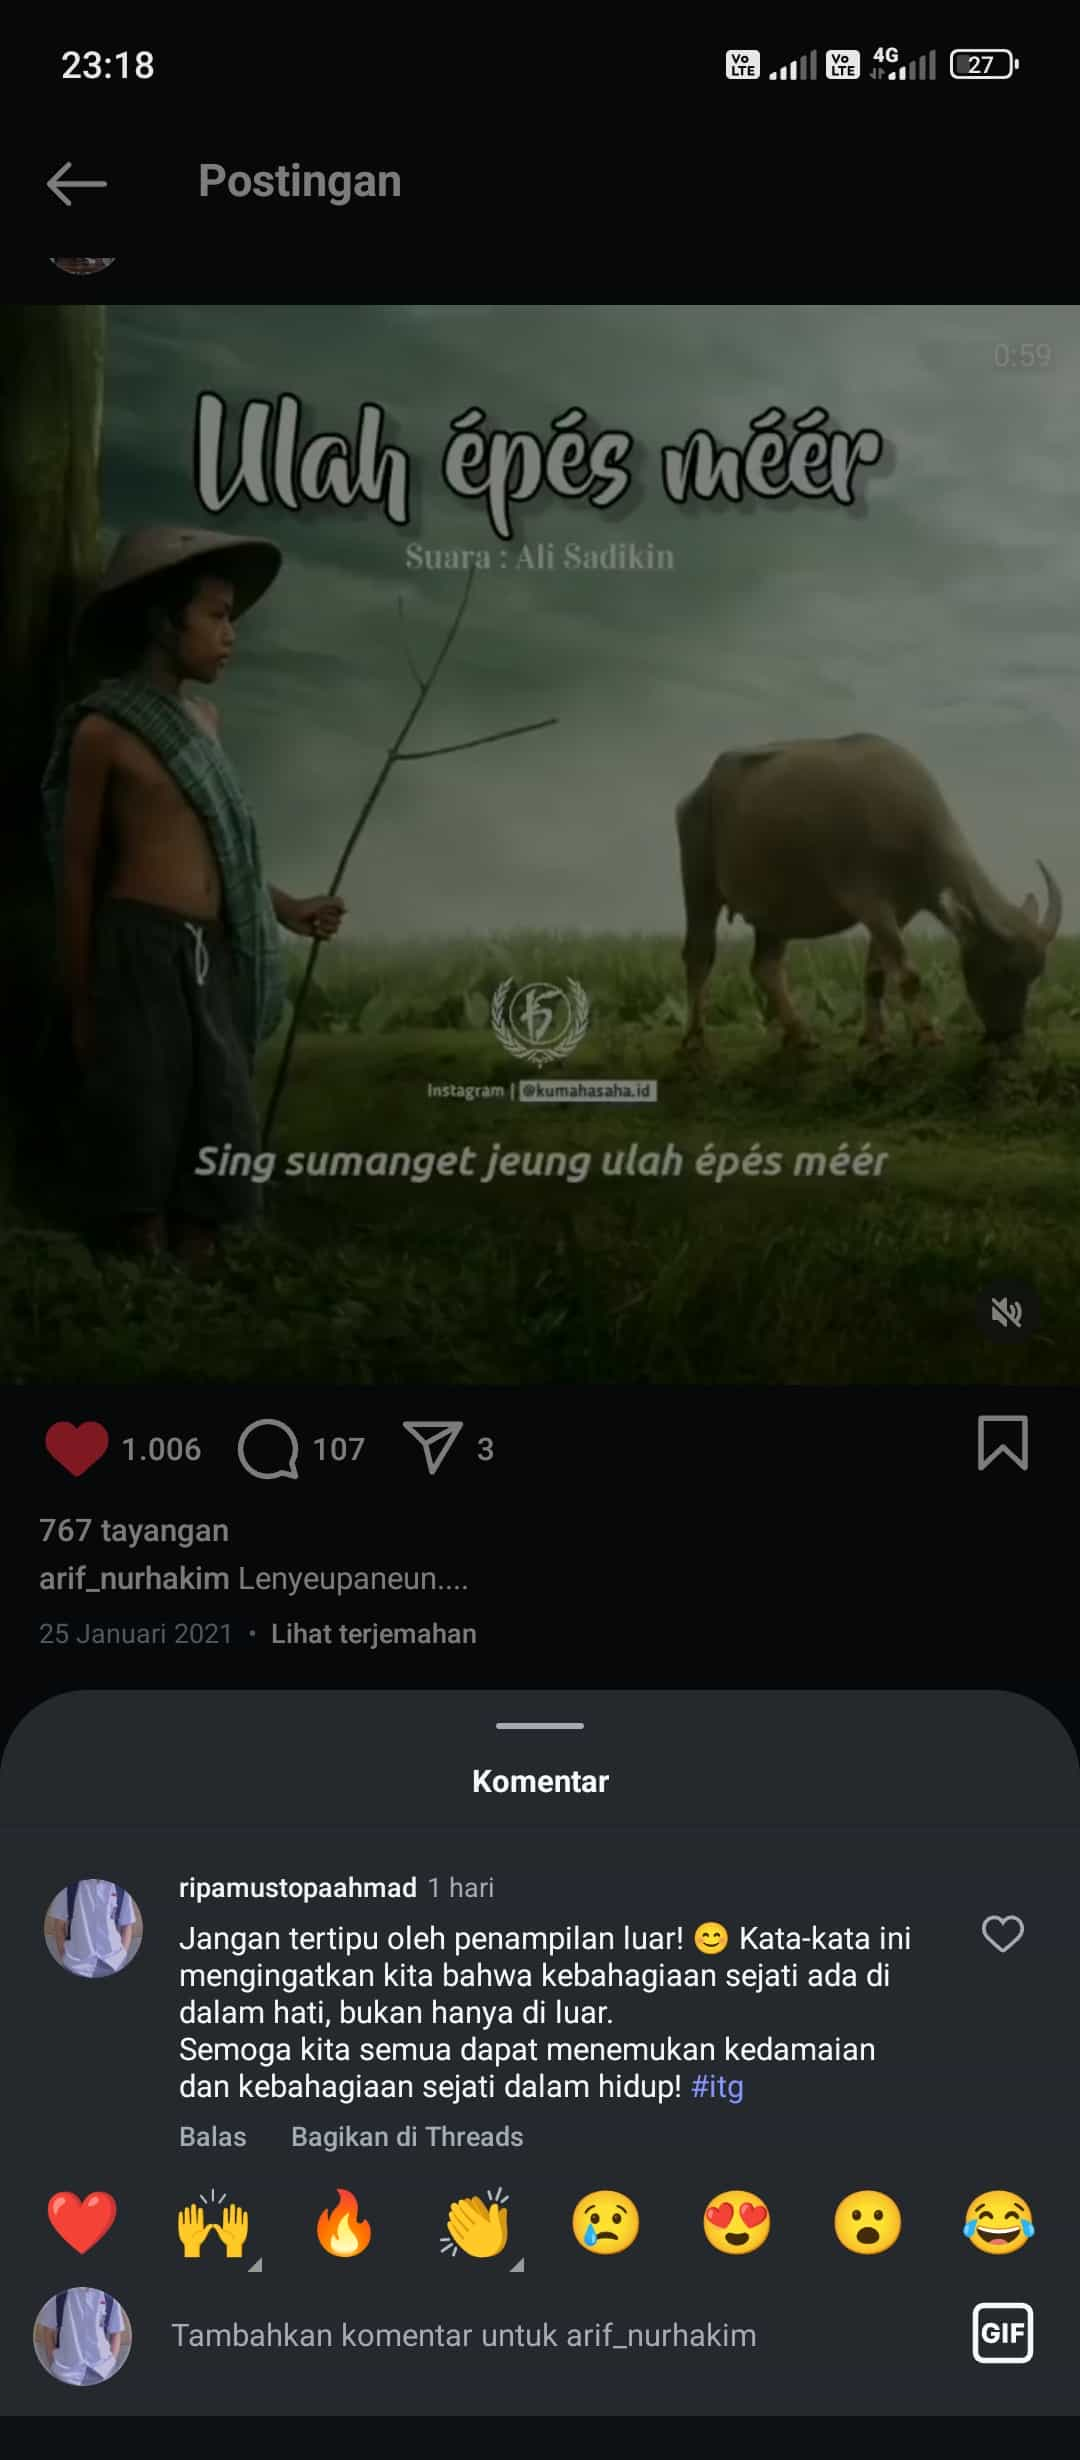 23:18
Vo LTE Vo LTE 4G 27
Postingan
0:59
Ulah épés méér
Suara : Ali Sadikin
Instagram | @kumahasaha.id
Sing sumanget jeung ulah épés méér
1.006 107 3
767 tayangan
arif_nurhakim Lenyeupaneun....
25 Januari 2021 • Lihat terjemahan
Komentar
ripamustopaahmad 1 hari
Jangan tertipu oleh penampilan luar! 😊 Kata-kata ini
mengingatkan kita bahwa kebahagiaan sejati ada di
dalam hati, bukan hanya di luar.
Semoga kita semua dapat menemukan kedamaian
dan kebahagiaan sejati dalam hidup! #itg
Balas Bagikan di Threads
Tambahkan komentar untuk arif_nurhakim
GIF